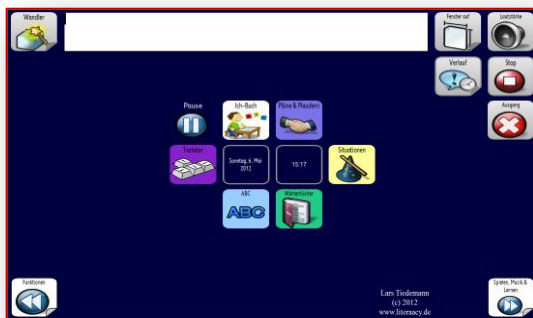 Wandler
Fenster auf
Lautstärke
Verlauf
Stop
Pause
Ich-Buch
Pläne & Plaudern
Ausgang
Tastatur
Sonntag, 6. Mai
2012
15:17
Situationen
ABC
ABC
Wörterbücher
Funktionen
Lars Tiedemann
(c) 2012
www.literaacy.de
Spielen, Musik &
Lernen